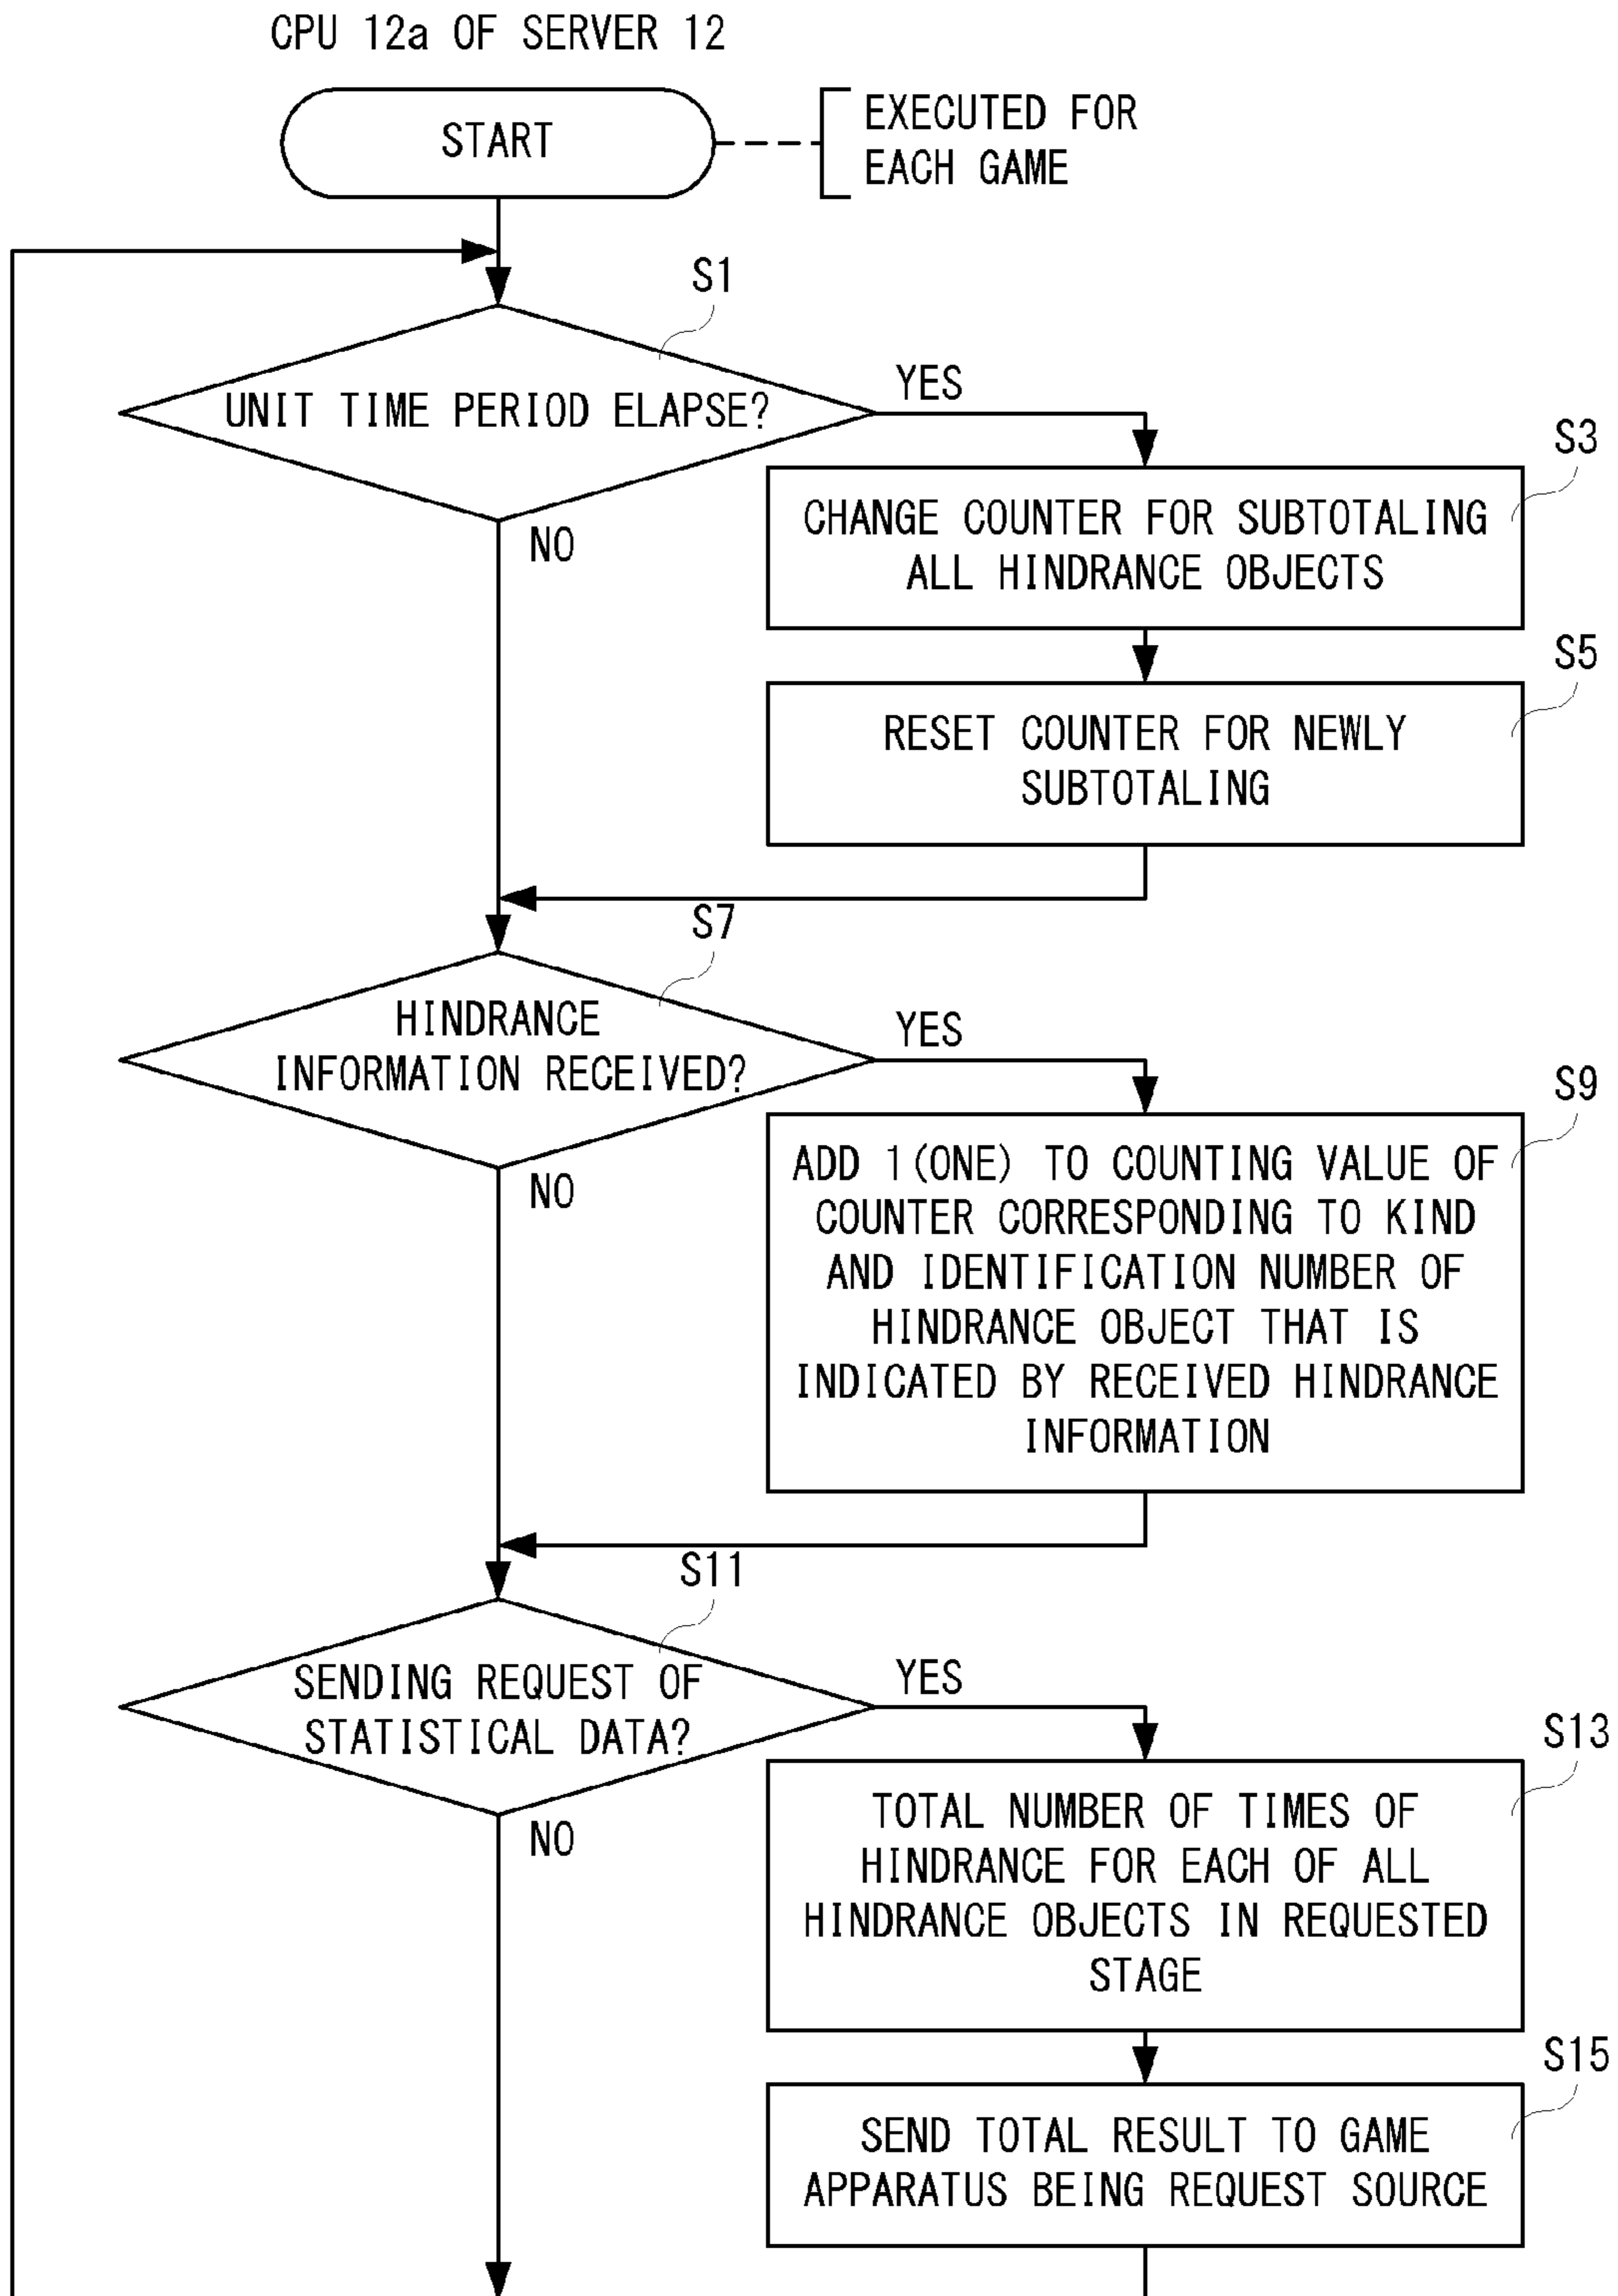 CPU 12a OF SERVER 12
START
EXECUTED FOR
EACH GAME
S1
UNIT TIME PERIOD ELAPSE?
YES
NO
S3
CHANGE COUNTER FOR SUBTOTALING
ALL HINDRANCE OBJECTS
S5
RESET COUNTER FOR NEWLY
SUBTOTALING
S7
HINDRANCE
INFORMATION RECEIVED?
YES
NO
S9
ADD 1(ONE) TO COUNTING VALUE OF
COUNTER CORRESPONDING TO KIND
AND IDENTIFICATION NUMBER OF
HINDRANCE OBJECT THAT IS
INDICATED BY RECEIVED HINDRANCE
INFORMATION
S11
SENDING REQUEST OF
STATISTICAL DATA?
YES
NO
S13
TOTAL NUMBER OF TIMES OF
HINDRANCE FOR EACH OF ALL
HINDRANCE OBJECTS IN REQUESTED
STAGE
S15
SEND TOTAL RESULT TO GAME
APPARATUS BEING REQUEST SOURCE